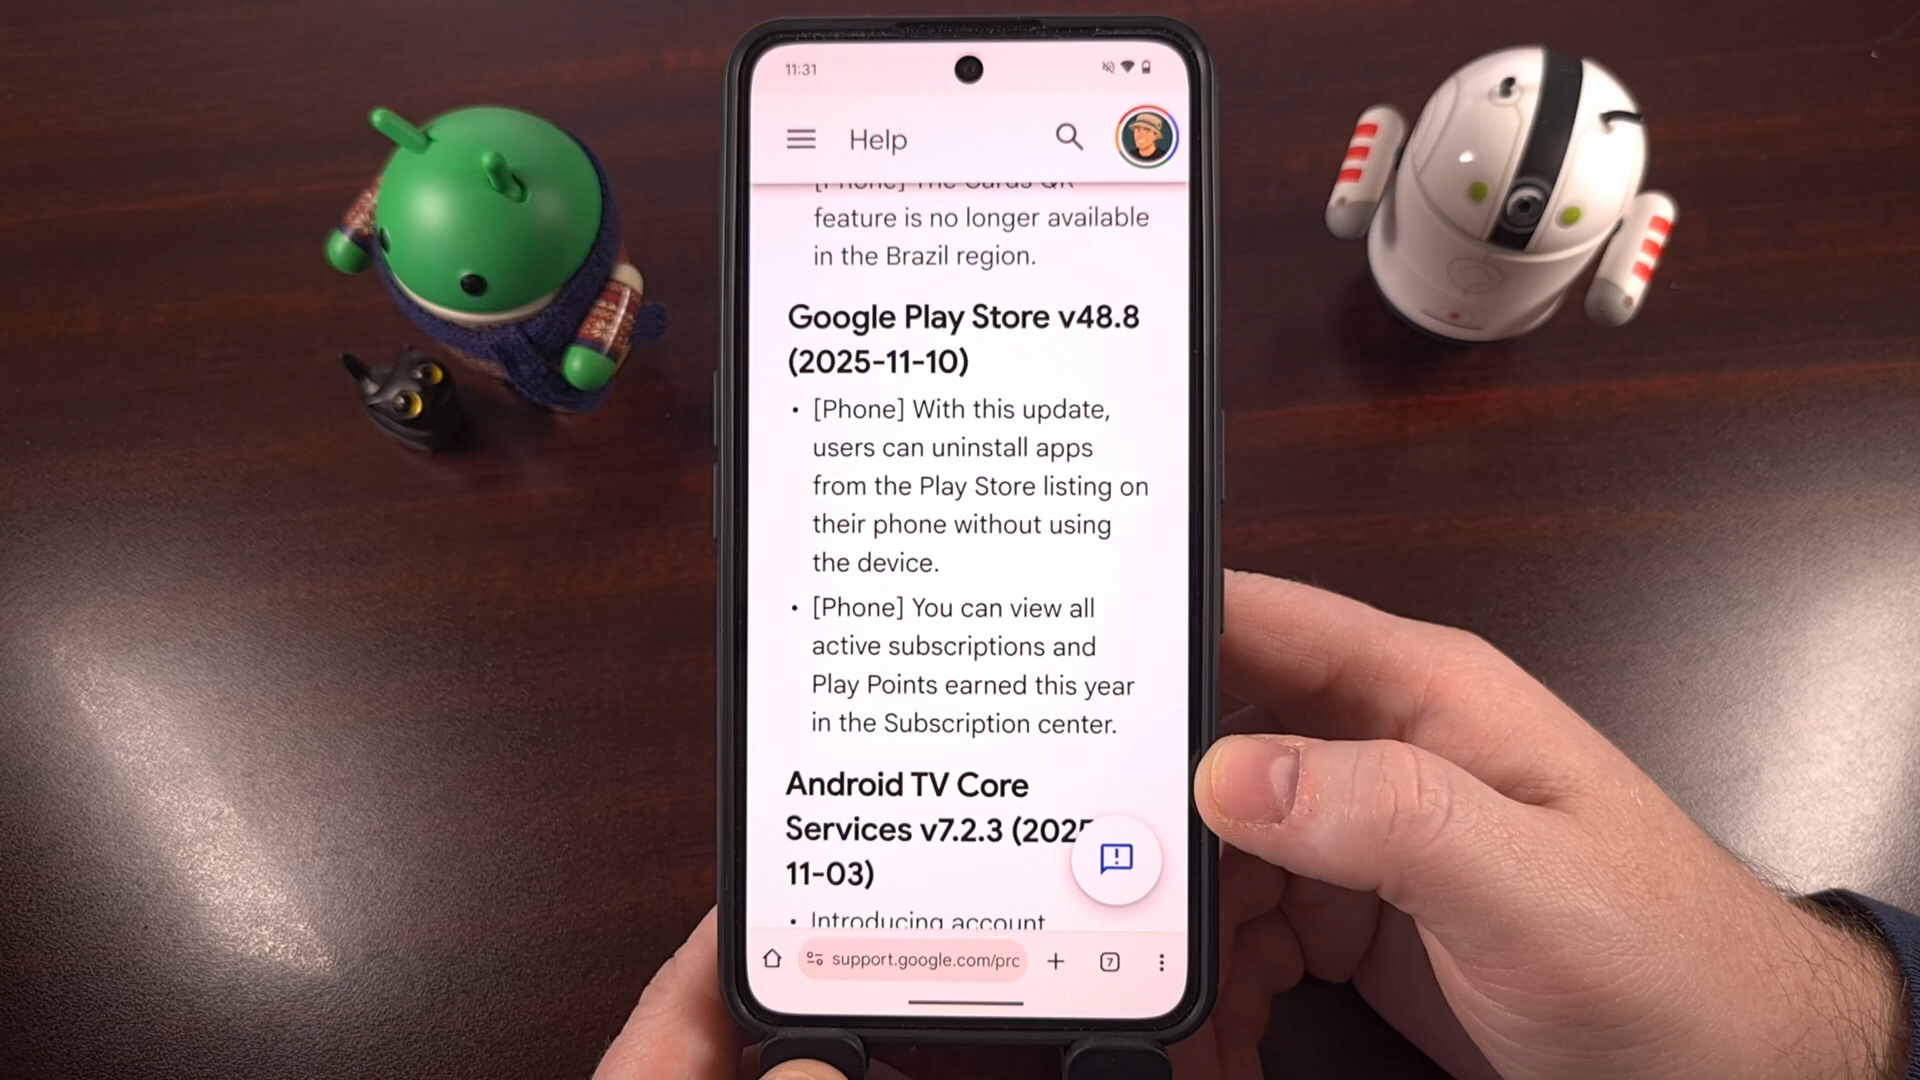 11:31
Help
feature is no longer available
in the Brazil region.
Google Play Store v48.8
(2025-11-10)
• [Phone] With this update,
users can uninstall apps
from the Play Store listing on
their phone without using
the device.
• [Phone] You can view all
active subscriptions and
Play Points earned this year
in the Subscription center.
Android TV Core
Services v7.2.3 (202
11-03)
• Introducing account
support.google.com/prc
7